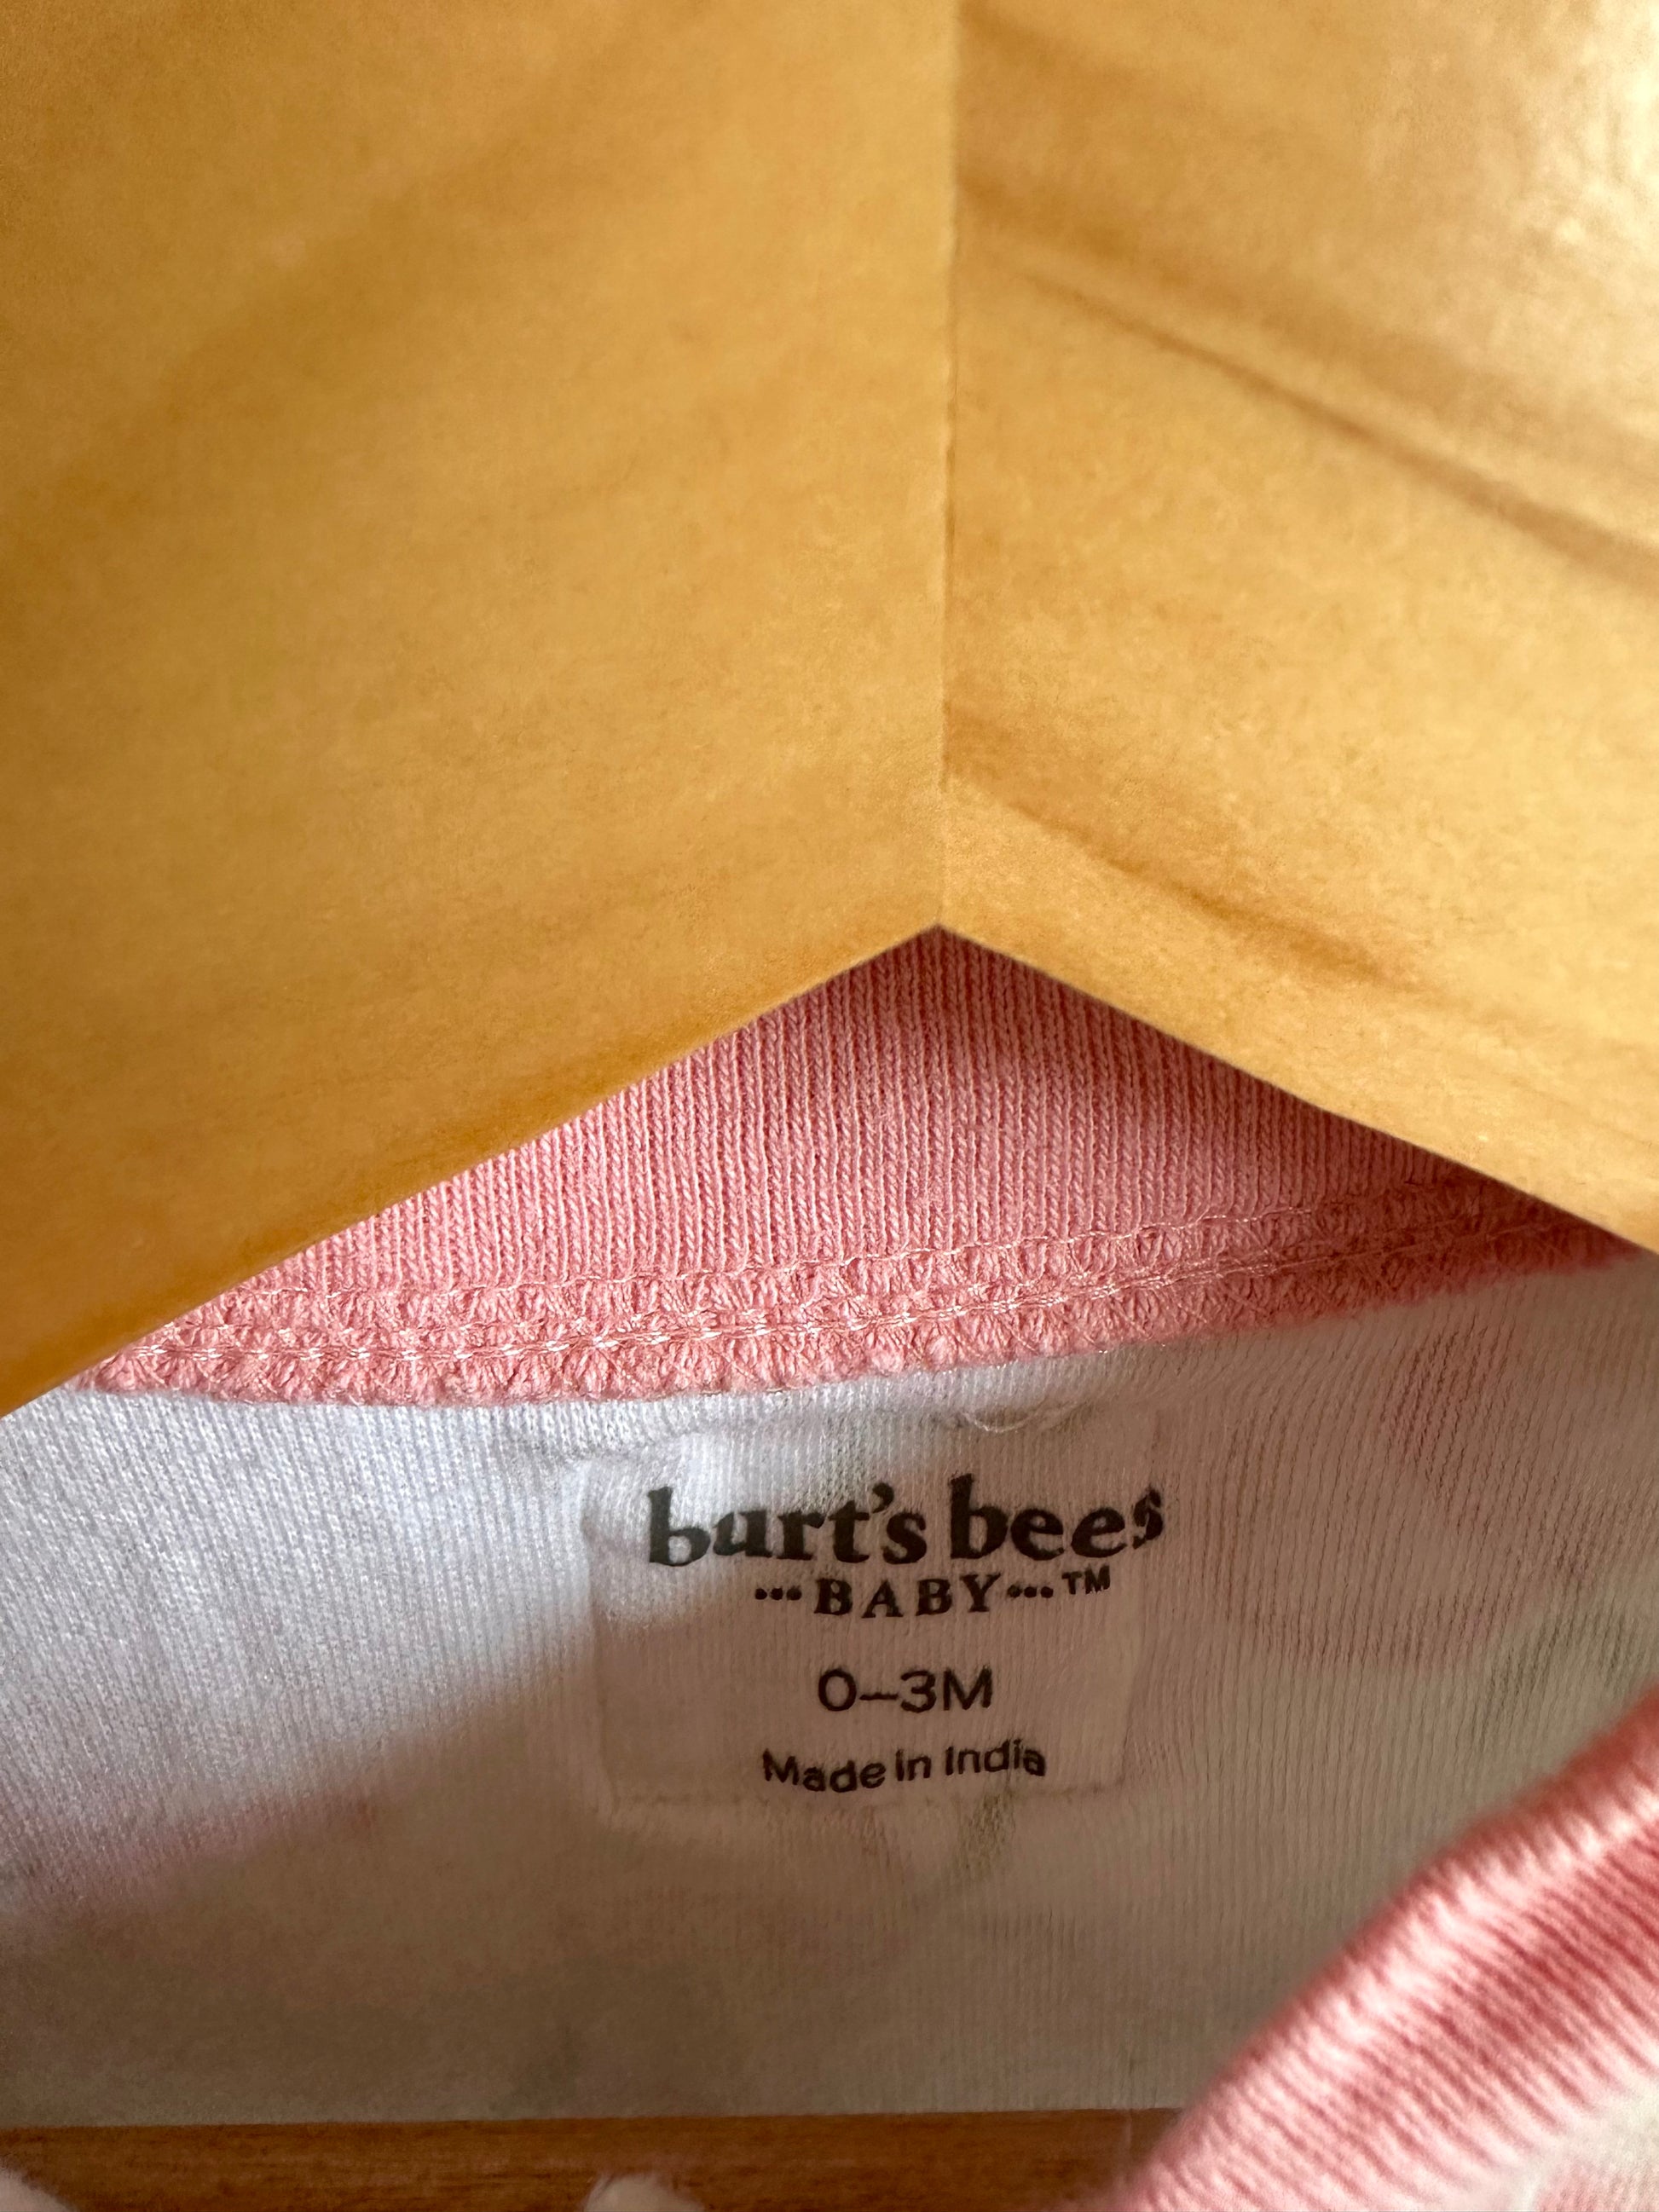 burt's bees
•••BABY•••™
0–3M
Made in India